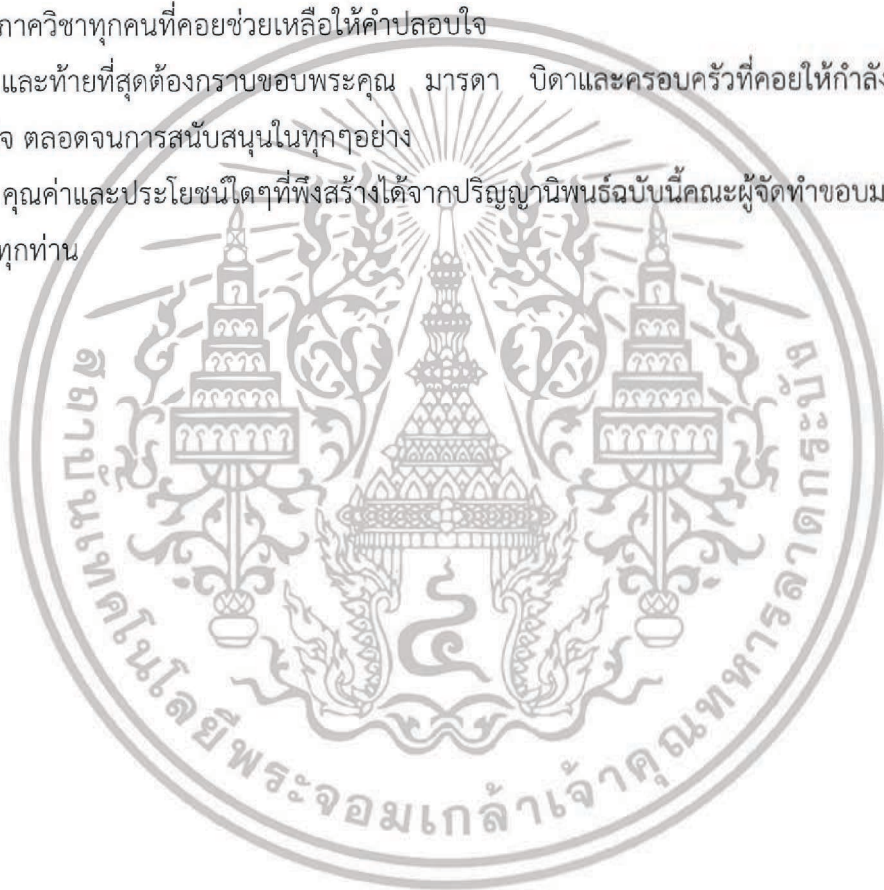 ภาควิชาทุกคนที่คอยช่วยเหลือให้คำปลอบใจ
และท้ายที่สุดต้องกราบขอบพระคุณ มารดา บิดาและครอบครัวที่คอยให้กำลัง
จ ตลอดจนการสนับสนุนในทุกๆอย่าง
คุณค่าและประโยชน์ใดๆที่พึงสร้างได้จากปริญญานิพนธ์ฉบับนี้คณะผู้จัดทำขอบม
ทุกท่าน
สถาบันเทคโนโลยีพระจอมเกล้าเจ้าคุณทหารลาดกระบัง
๔